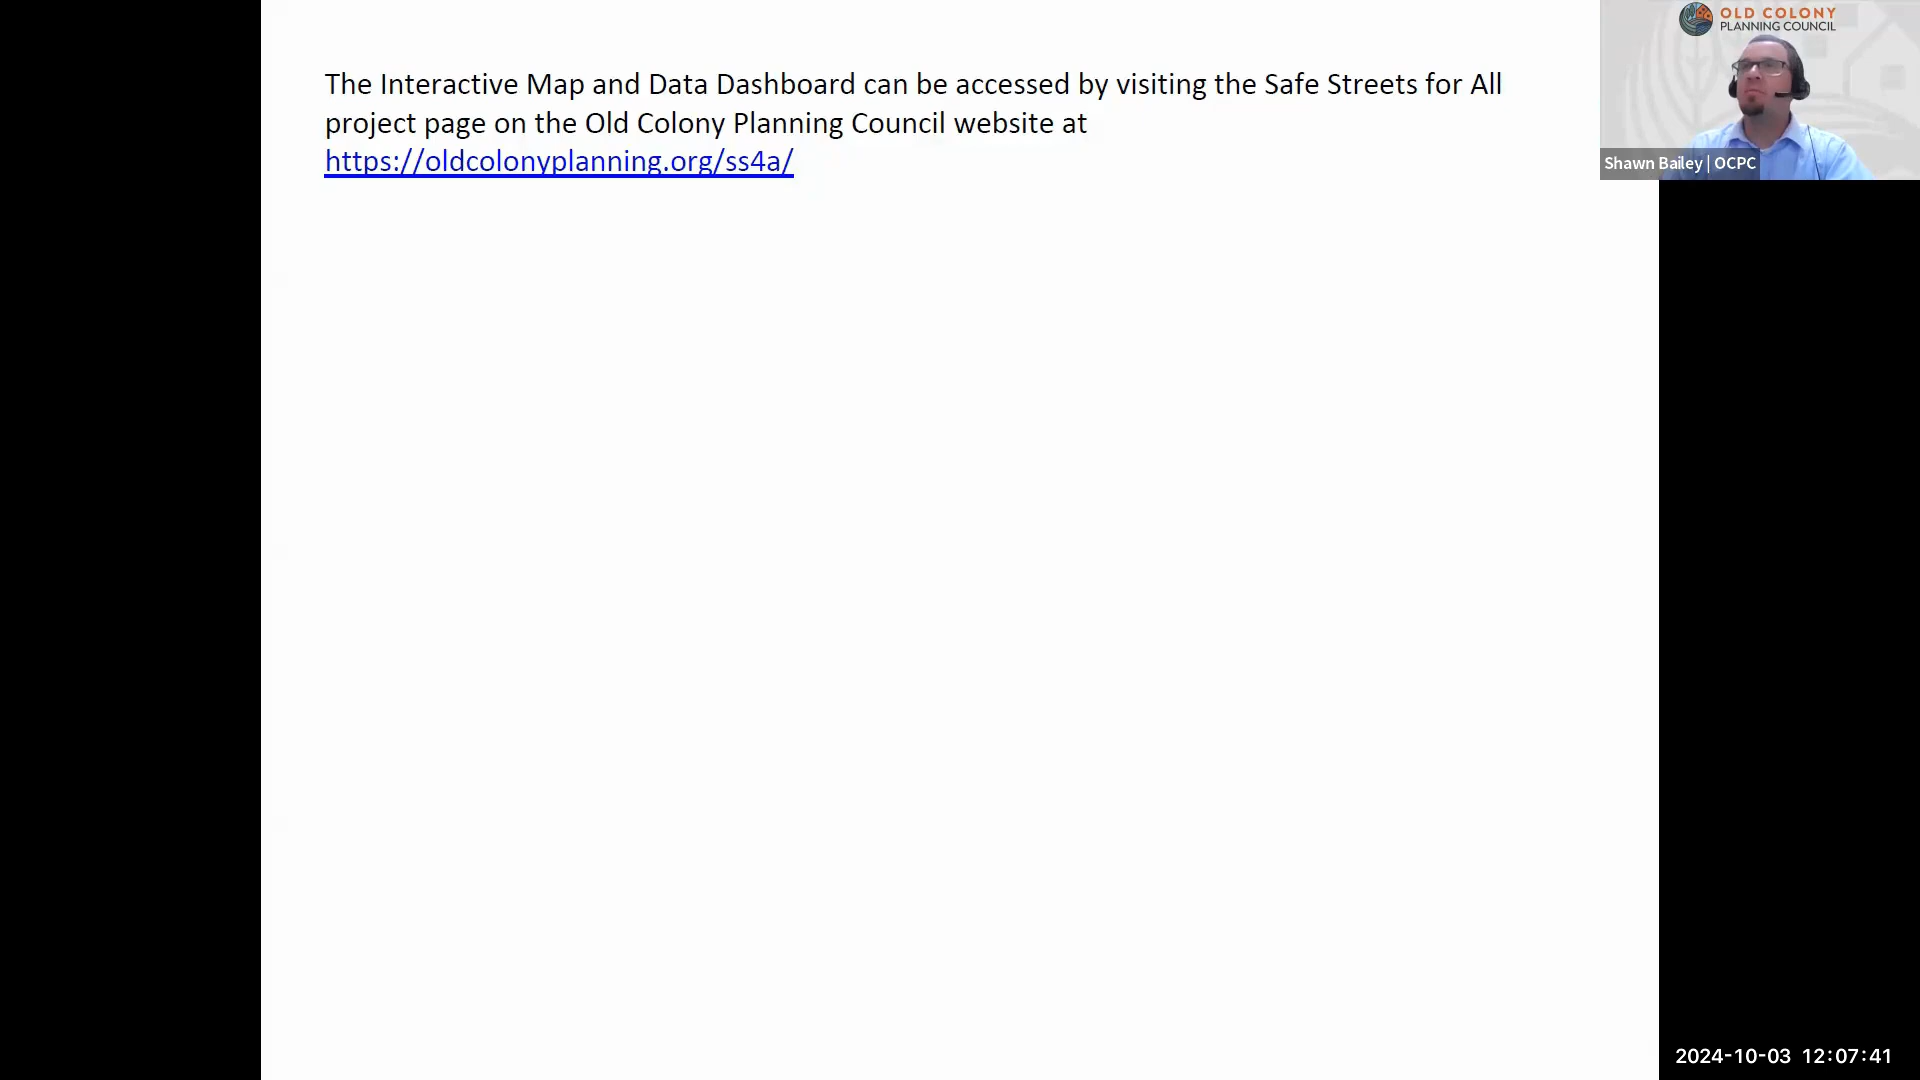 The Interactive Map and Data Dashboard can be accessed by visiting the Safe Streets for All
project page on the Old Colony Planning Council website at
https://oldcolonyplanning.org/ss4a/
OLD COLONY
PLANNING COUNCIL
Shawn Bailey | OCPC
2024-10-03 12:07:41